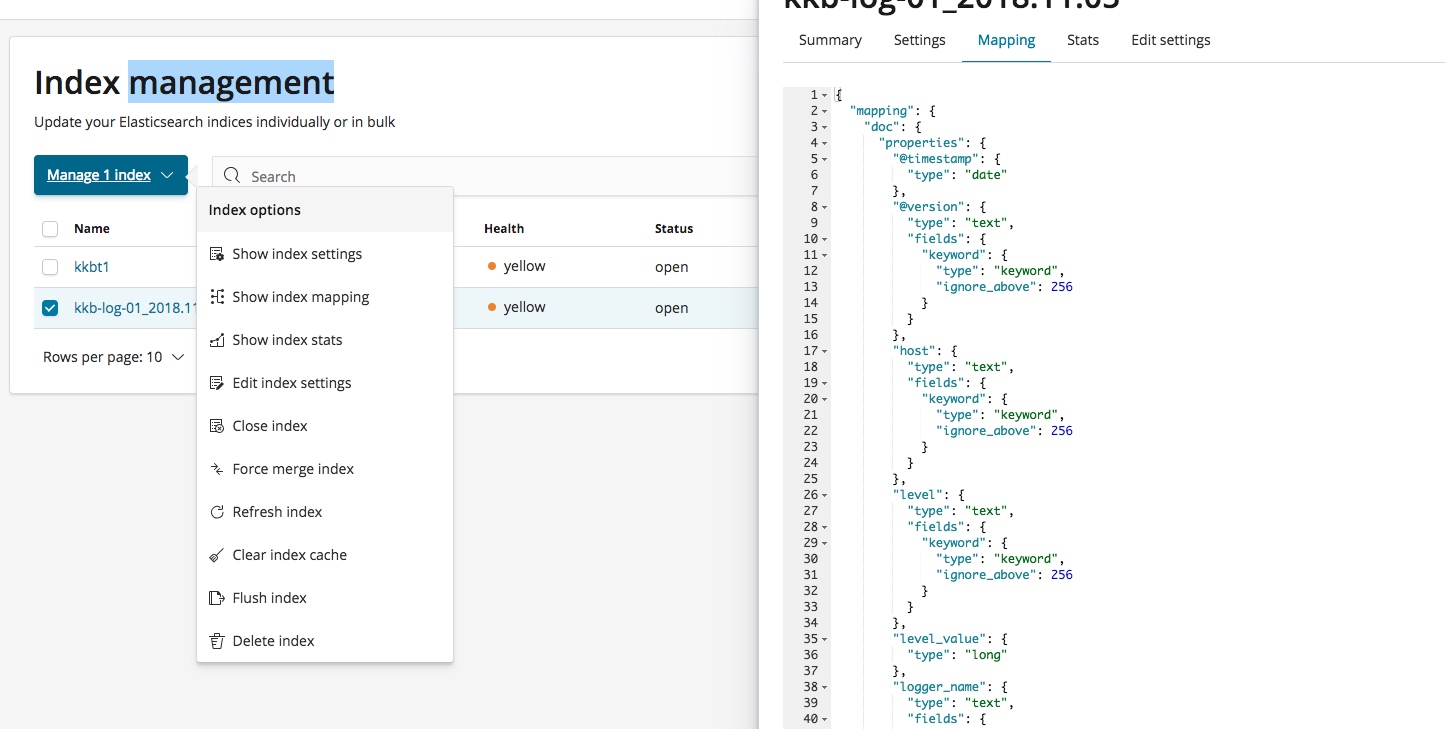 Index management
Update your Elasticsearch indices individually or in bulk
Manage 1 index
Search
Name
Health
Status
kkbt1
yellow
open
kkb-log-01_2018.11
yellow
open
Rows per page: 10
Index options
Show index settings
Show index mapping
Show index stats
Edit index settings
Close index
Force merge index
Refresh index
Clear index cache
Flush index
Delete index
kkb-log-01_2018.11.05
Summary Settings Mapping Stats Edit settings
1 {
2 "mapping": {
3 "doc": {
4 "properties": {
5 "@timestamp": {
6 "type": "date"
7 },
8 "@version": {
9 "type": "text",
10 "fields": {
11 "keyword": {
12 "type": "keyword",
13 "ignore_above": 256
14 }
15 }
16 },
17 "host": {
18 "type": "text",
19 "fields": {
20 "keyword": {
21 "type": "keyword",
22 "ignore_above": 256
23 }
24 }
25 },
26 "level": {
27 "type": "text",
28 "fields": {
29 "keyword": {
30 "type": "keyword",
31 "ignore_above": 256
32 }
33 }
34 },
35 "level_value": {
36 "type": "long"
37 },
38 "logger_name": {
39 "type": "text",
40 "fields": {